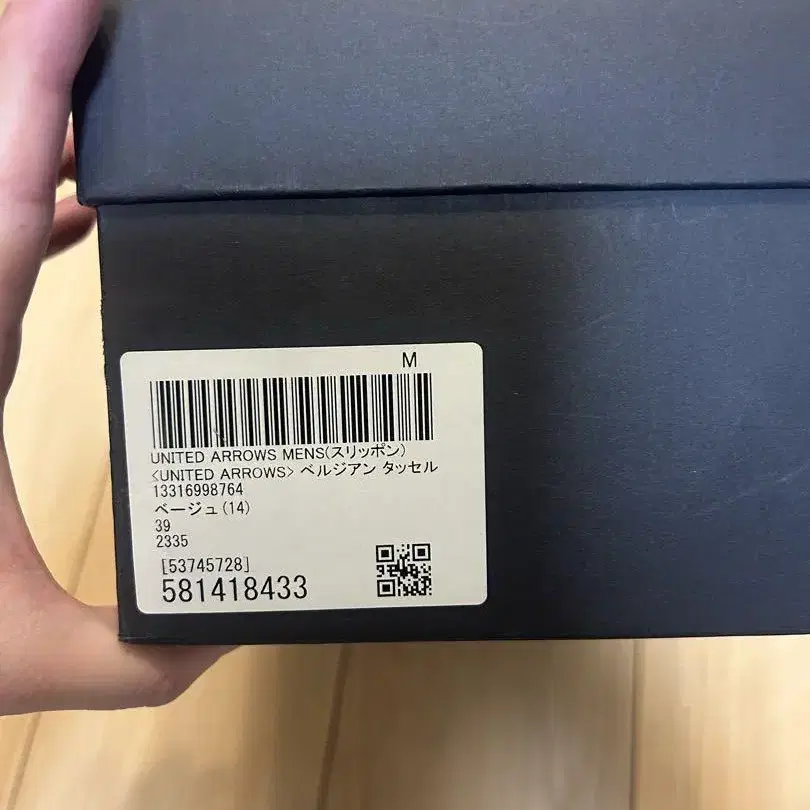 M
UNITED ARROWS MENS(スリッポン)
<UNITED ARROWS> ベルジアン タッセル
13316998764
ベージュ(14)
39
2335
[53745728]
581418433